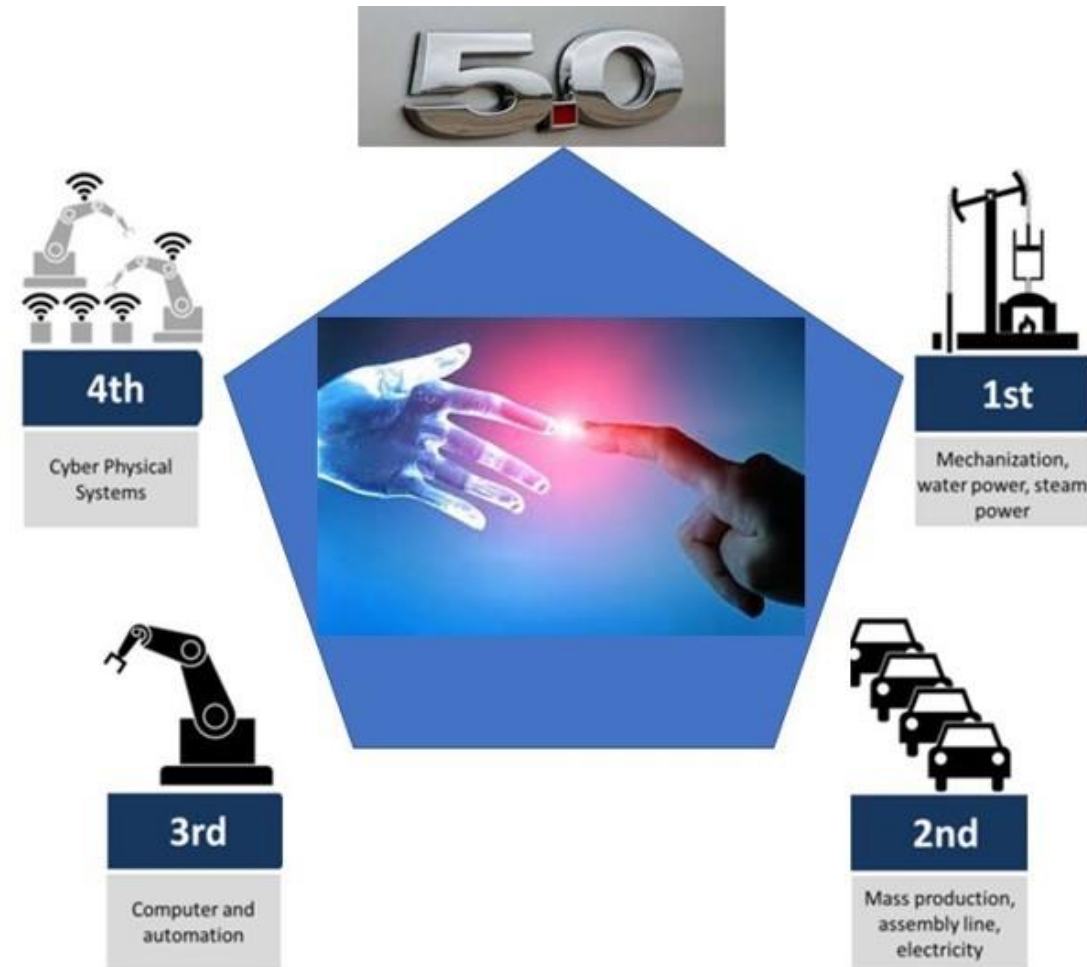 5.0
4th
Cyber Physical
Systems
1st
Mechanization,
water power, steam
power
3rd
Computer and
automation
2nd
Mass production,
assembly line,
electricity